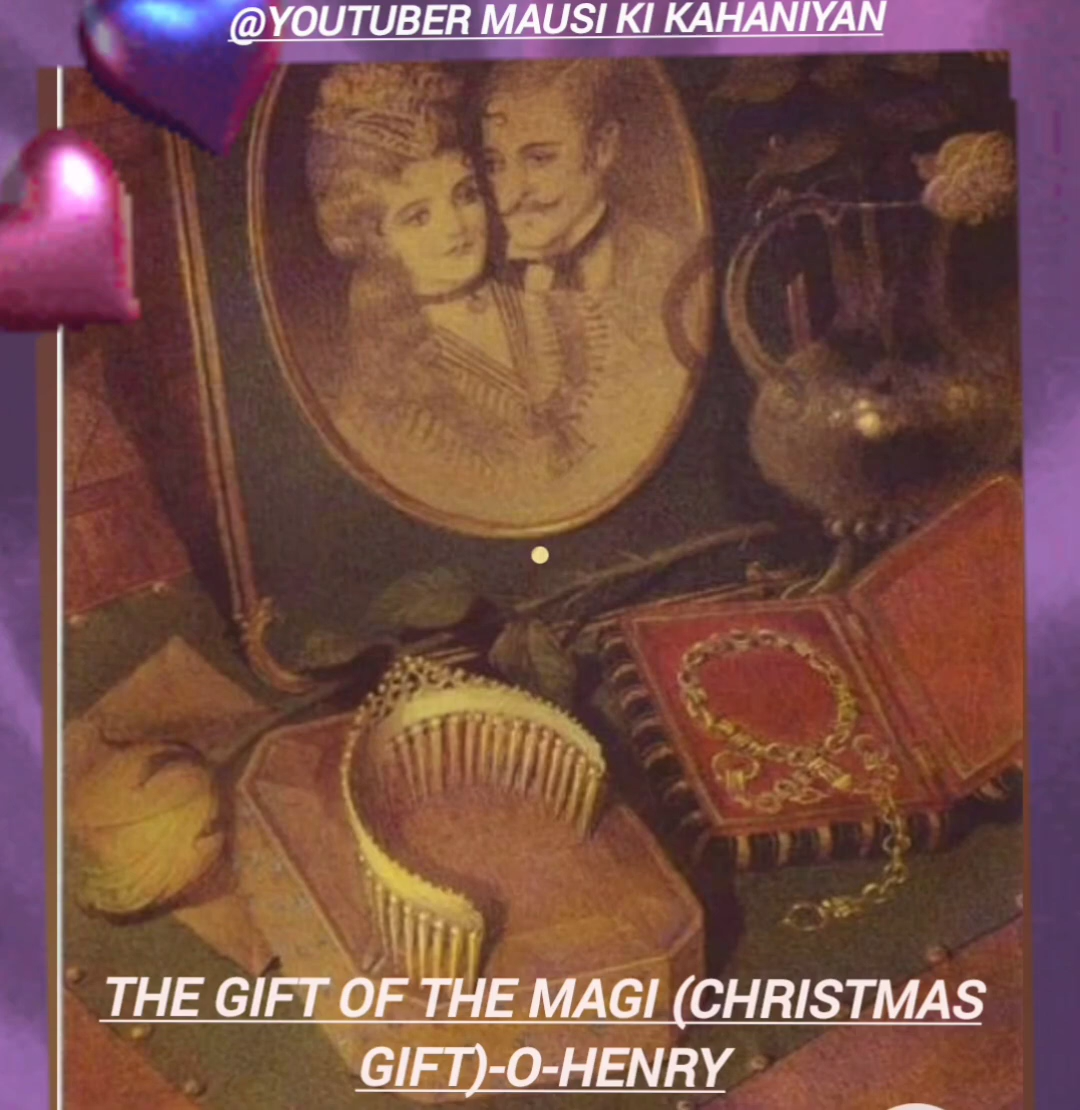 @YOUTUBER MAUSI KI KAHANIYAN
THE GIFT OF THE MAGI (CHRISTMAS
GIFT)-O-HENRY